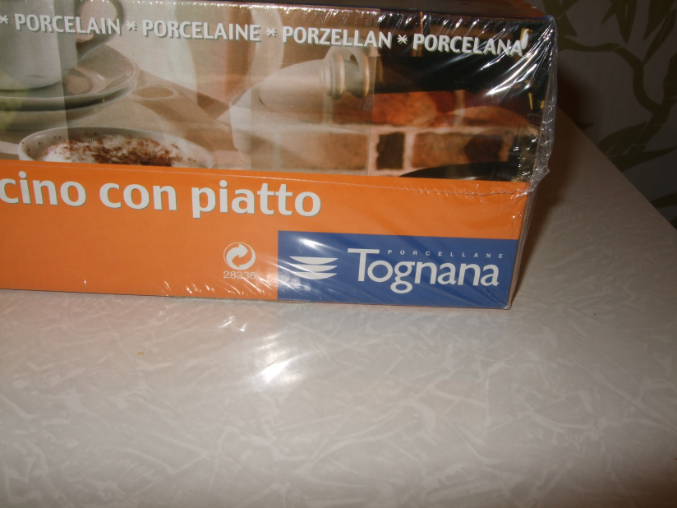 * PORCELAIN * PORCELAINE * PORZELLAN * PORCELANA
cino con piatto
PORCELLANE
Tognana